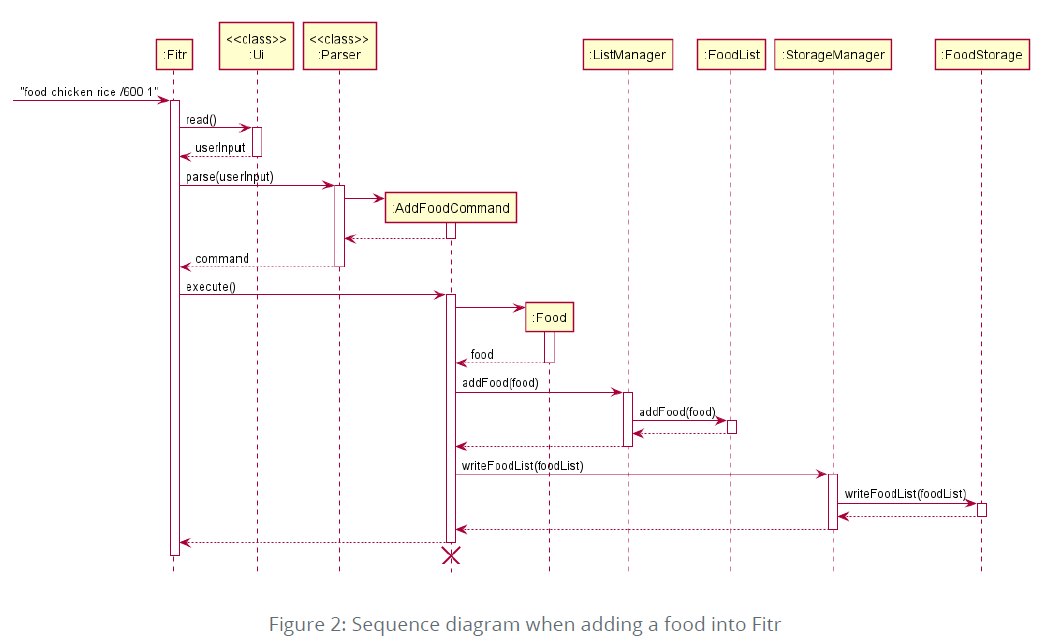 <<class>>
<<class>>
:Fitr
:Ui
:Parser
:ListManager
:FoodList
:StorageManager
:FoodStorage
"food chicken rice /600 1"
read()
userInput
parse(userInput)
:AddFoodCommand
command
execute()
:Food
food
addFood(food)
addFood(food)
writeFoodList(foodList)
writeFoodList(foodList)
Figure 2: Sequence diagram when adding a food into Fitr